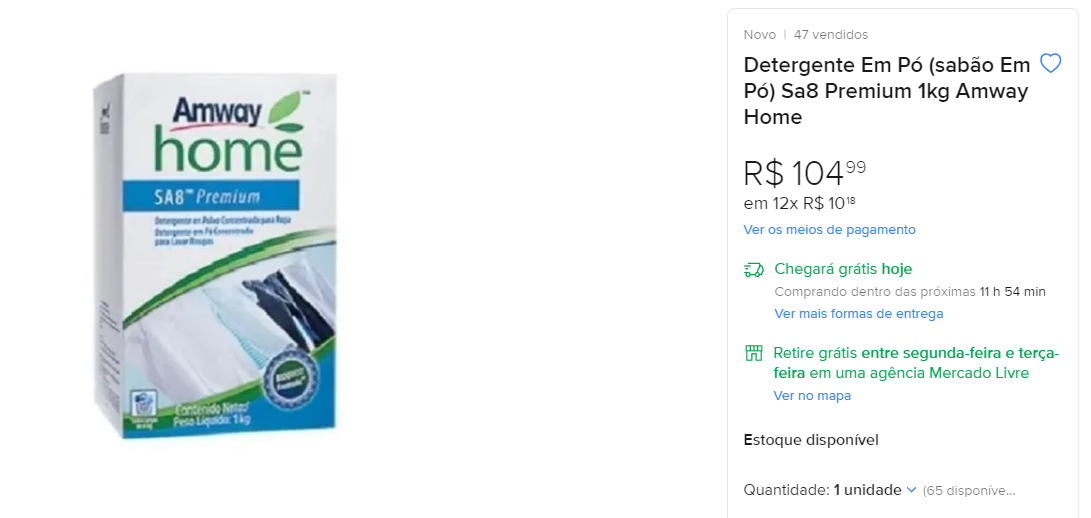 Amway
home
SA8™ Premium
Detergente en Polvo Concentrado para Ropa
Detergente em Pó Concentrado
para Lavar Roupas
BIOQUEST
Contenido Neto/
Peso Líquido: 1 kg
Novo | 47 vendidos
Detergente Em Pó (sabão Em
Pó) Sa8 Premium 1kg Amway
Home
R$ 104 99
em 12x R$ 10 18
Ver os meios de pagamento
Chegará grátis hoje
Comprando dentro das próximas 11 h 54 min
Ver mais formas de entrega
Retire grátis entre segunda-feira e terça-
feira em uma agência Mercado Livre
Ver no mapa
Estoque disponível
Quantidade: 1 unidade (65 disponíve...